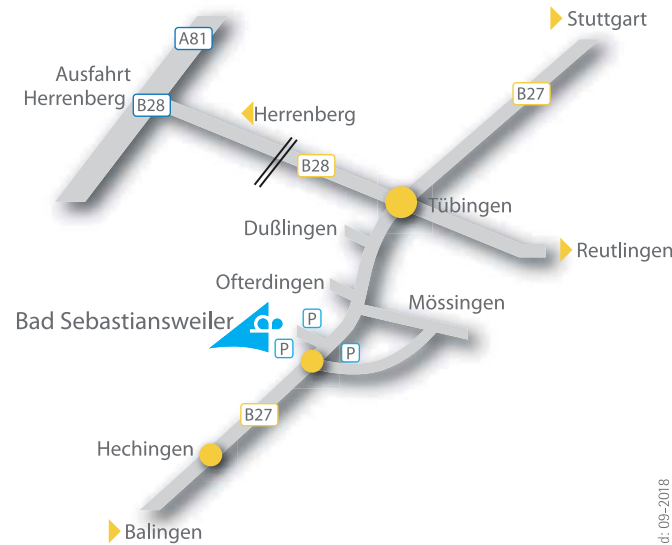 Stuttgart
A81
Ausfahrt
Herrenberg
B28
B27
Herrenberg
B28
Tübingen
Dußlingen
Reutlingen
Ofterdingen
Mössingen
Bad Sebastiansweiler
P
P
P
B27
Hechingen
Balingen
d: 09-2018